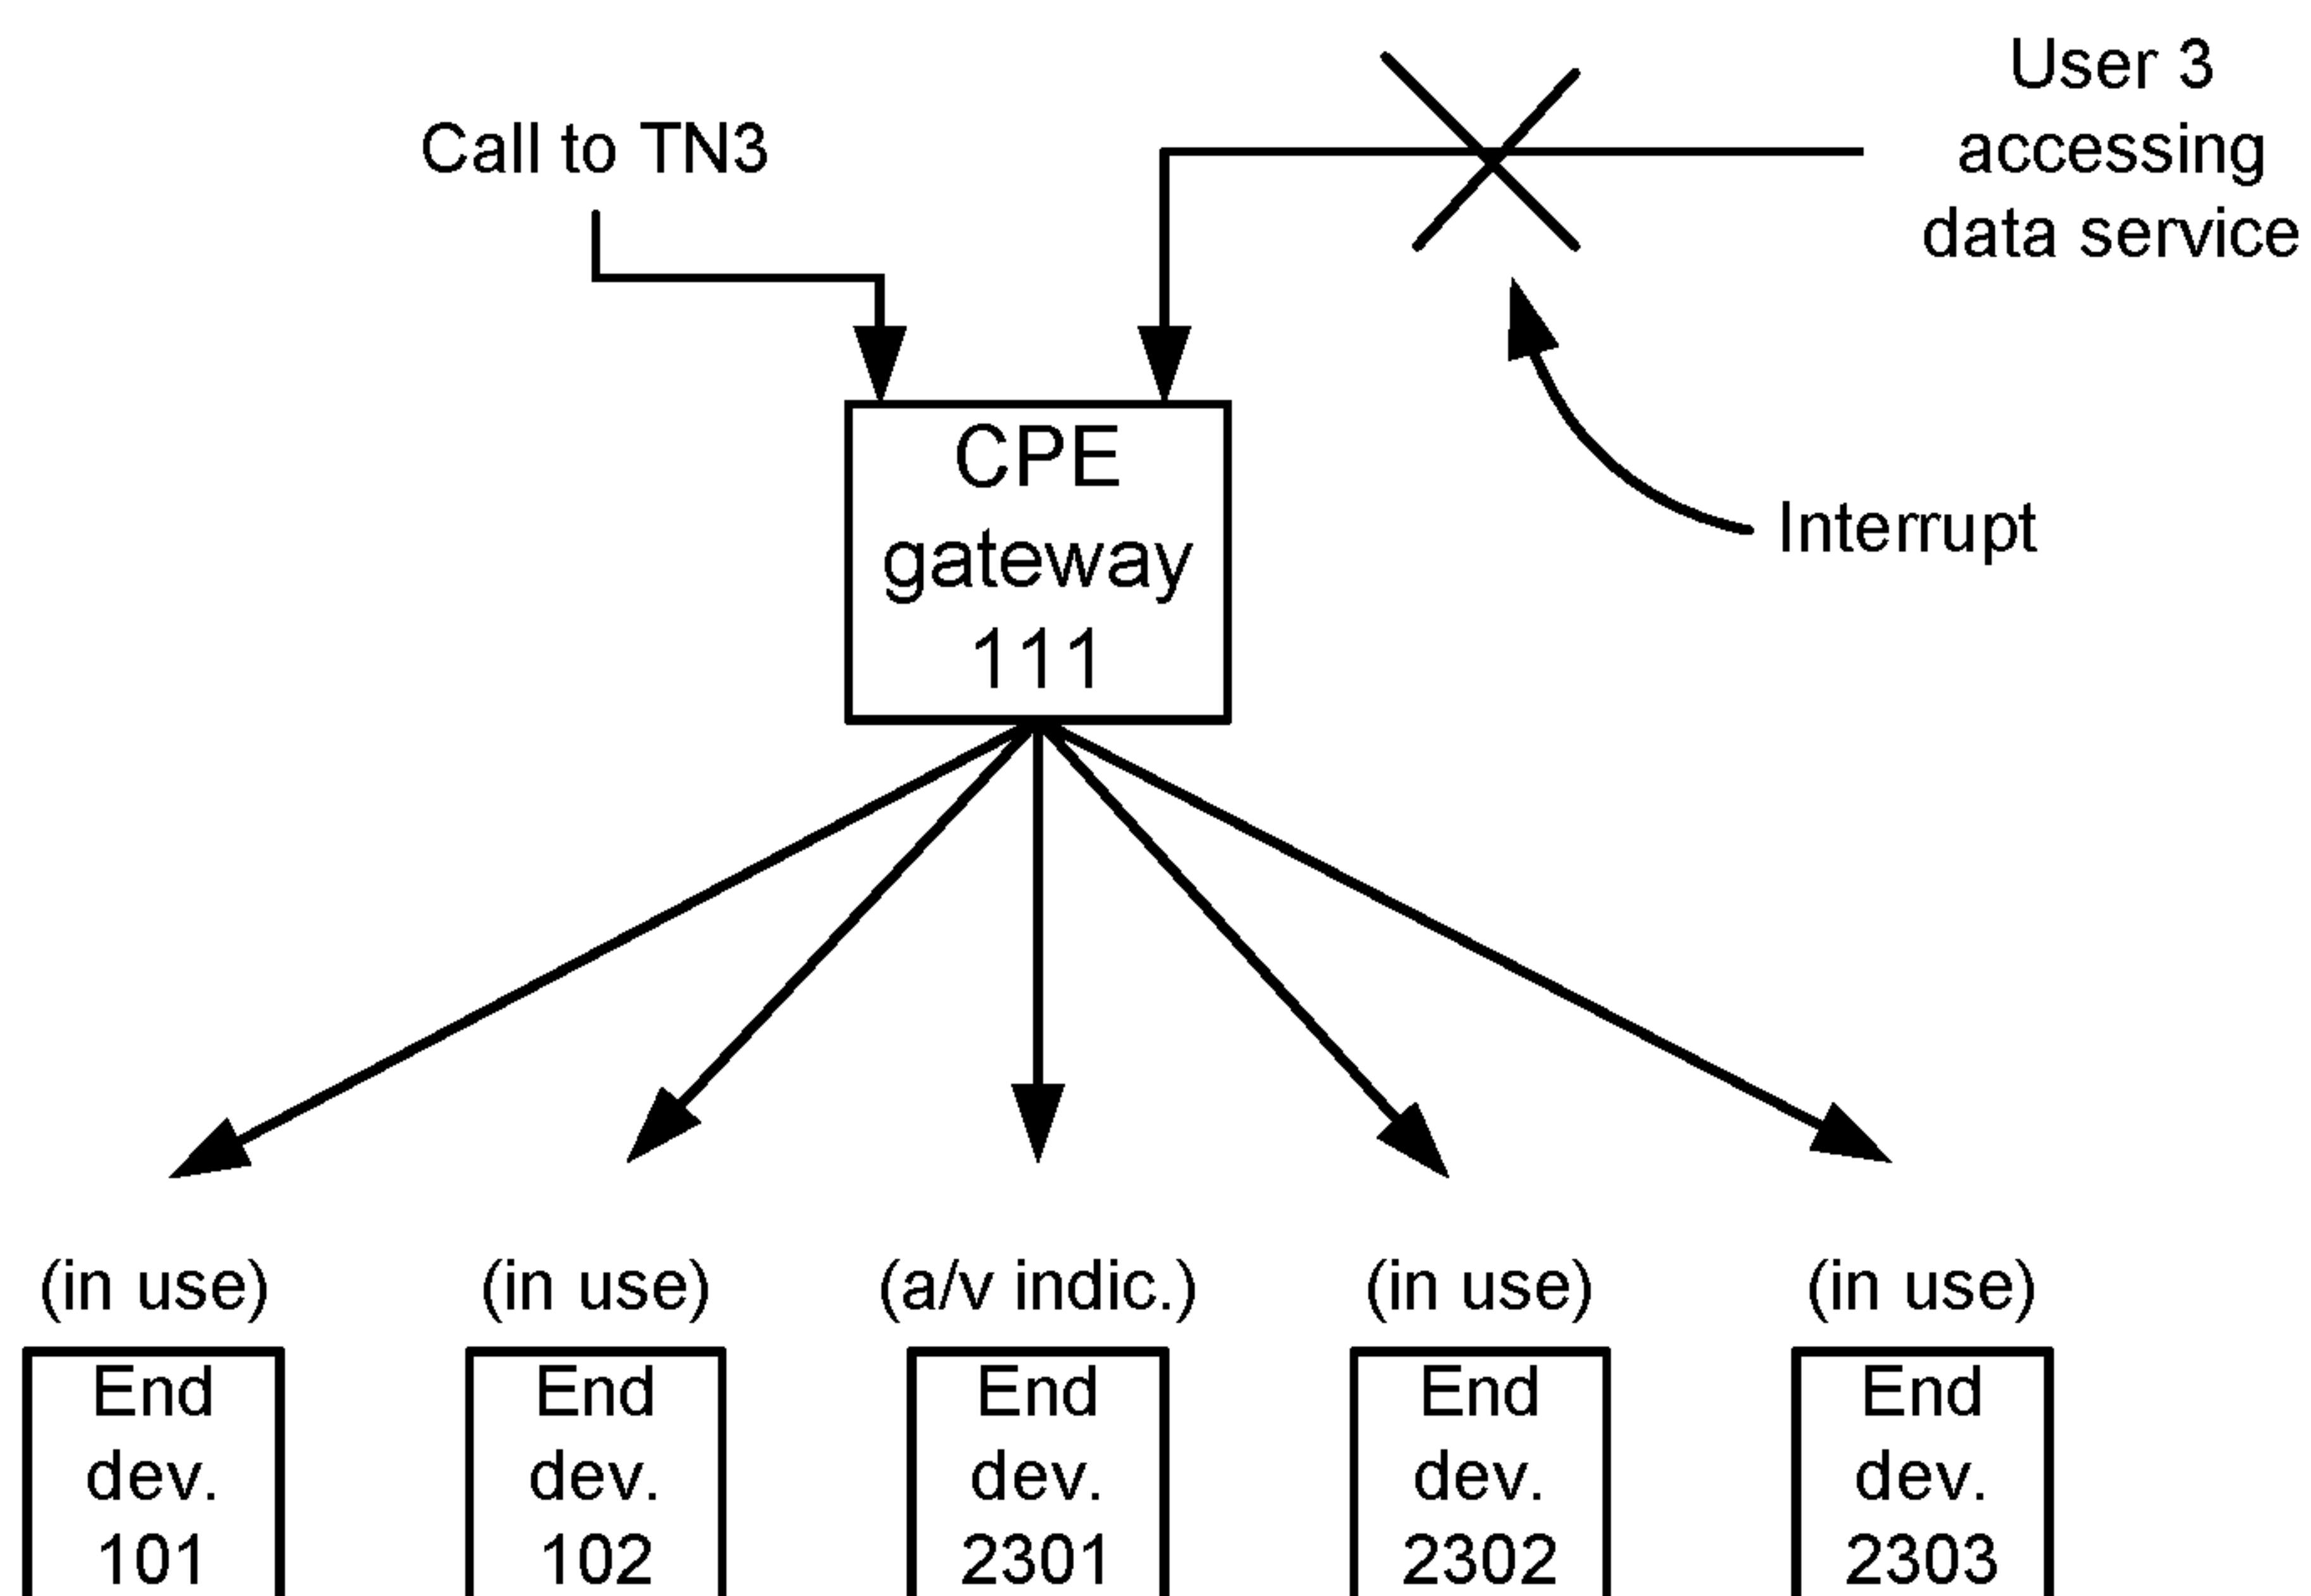 User 3
accessing
data service
Call to TN3
CPE
gateway
111
Interrupt
(in use)
(in use)
(a/v indic.)
(in use)
(in use)
End
dev.
101
End
dev.
102
End
dev.
2301
End
dev.
2302
End
dev.
2303